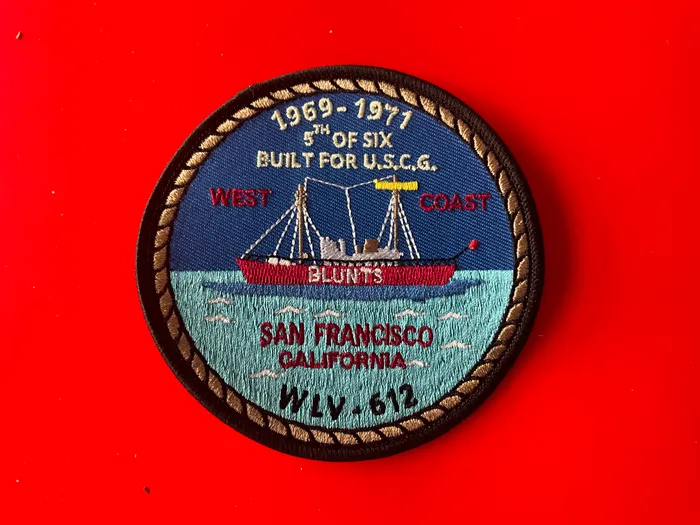 1969-1971
5TH OF SIX
BUILT FOR U.S.C.G.
WEST COAST
BLUNTS
SAN FRANCISCO
CALIFORNIA
WLV-612